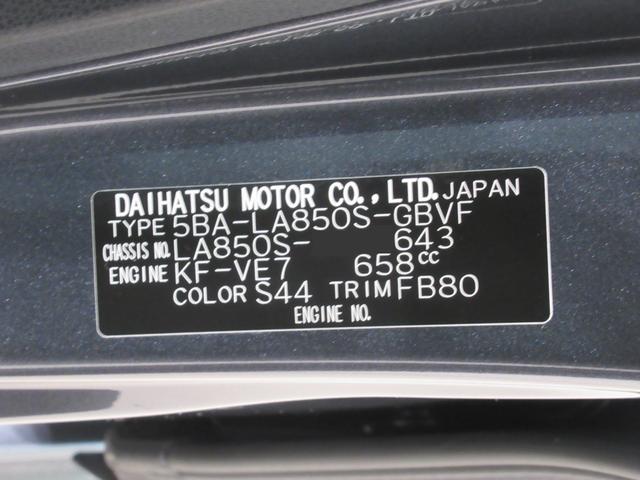 DAIHATSU MOTOR CO., LTD. JAPAN
TYPE 5BA-LA850S-GBVF
CHASSIS NO. LA850S- 643
ENGINE KF-VE7 658cc
COLOR S44 TRIM FB80
ENGINE NO.